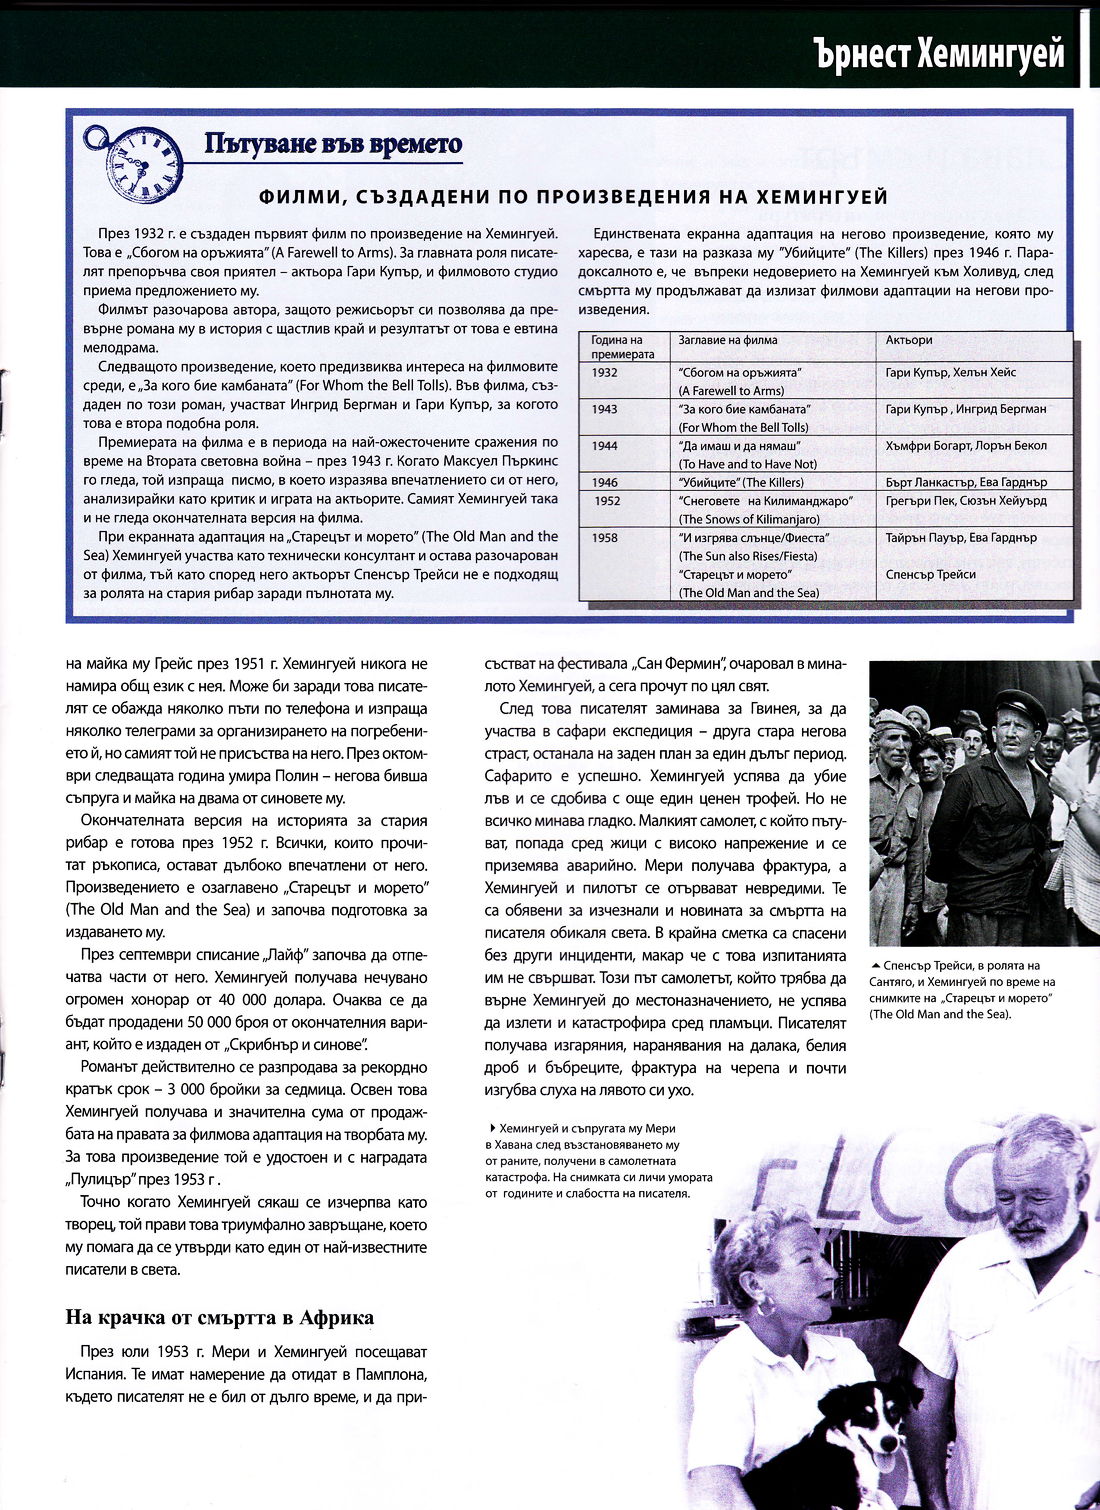 Ърнест Хемингуей
Пътуване във времето
ФИЛМИ, СЪЗДАДЕНИ ПО ПРОИЗВЕДЕНИЯ НА ХЕМИНГУЕЙ
През 1932 г. е създаден първият филм по произведение на Хемингуей.
Това е „Сбогом на оръжията” (A Farewell to Arms). За главната роля писате-
лят препоръчва своя приятел – актьора Гари Купър, и филмовото студио
приема предложението му.
Филмът разочарова автора, защото режисьорът си позволява да пре-
върне романа му в история с щастлив край и резултатът от това е евтина
мелодрама.
Следващото произведение, което предизвиква интереса на филмовите
среди, е „За кого бие камбаната” (For Whom the Bell Tolls). Във филма, съз-
даден по този роман, участват Ингрид Бергман и Гари Купър, за когото
това е втора подобна роля.
Премиерата на филма е в периода на най-ожесточените сражения по
време на Втората световна война – през 1943 г. Когато Максуел Пъркинс
го гледа, той изпраща писмо, в което изразява впечатлението си от него,
анализирайки като критик и играта на актьорите. Самият Хемингуей така
и не гледа окончателната версия на филма.
При екранната адаптация на „Старецът и морето” (The Old Man and the
Sea) Хемингуей участва като технически консултант и остава разочарован
от филма, тъй като според него актьорът Спенсър Трейси не е подходящ
за ролята на стария рибар заради пълнотата му.
Единствената екранна адаптация на негово произведение, която му
харесва, е тази на разказа му "Убийците" (The Killers) през 1946 г. Пара-
доксалното е, че въпреки недоверието на Хемингуей към Холивуд, след
смъртта му продължават да излизат филмови адаптации на негови про-
изведения.
Година на премиерата Заглавие на филма Актьори
1932 “Сбогом на оръжията” Гари Купър, Хелън Хейс
(A Farewell to Arms)
1943 “За кого бие камбаната” Гари Купър , Ингрид Бергман
(For Whom the Bell Tolls)
1944 “Да имаш и да нямаш” Хъмфри Богарт, Лорън Бекол
(To Have and to Have Not)
1946 “Убийците” (The Killers) Бърт Ланкастър, Ева Гарднър
1952 “Снеговете на Килиманджаро” Грегъри Пек, Сюзън Хейуърд
(The Snows of Kilimanjaro)
1958 “И изгрява слънце/Фиеста” Тайрън Пауър, Ева Гарднър
(The Sun also Rises/Fiesta)
“Старецът и морето” Спенсър Трейси
(The Old Man and the Sea)
на майка му Грейс през 1951 г. Хемингуей никога не
намира общ език с нея. Може би заради това писате-
лят се обажда няколко пъти по телефона и изпраща
няколко телеграми за организирането на погребени-
ето й, но самият той не присъства на него. През октом-
ври следващата година умира Полин – негова бивша
съпруга и майка на двама от синовете му.
Окончателната версия на историята за стария
рибар е готова през 1952 г. Всички, които прочи-
тат ръкописа, остават дълбоко впечатлени от него.
Произведението е озаглавено „Старецът и морето”
(The Old Man and the Sea) и започва подготовка за
издаването му.
През септември списание „Лайф” започва да отпе-
чатва части от него. Хемингуей получава нечувано
огромен хонорар от 40 000 долара. Очаква се да
бъдат продадени 50 000 броя от окончателния вари-
ант, който е издаден от „Скрибнър и синове”.
Романът действително се разпродава за рекордно
кратък срок – 3 000 бройки за седмица. Освен това
Хемингуей получава и значителна сума от продаж-
бата на правата за филмова адаптация на творбата му.
За това произведение той е удостоен и с наградата
„Пулицър” през 1953 г .
Точно когато Хемингуей сякаш се изчерпва като
творец, той прави това триумфално завръщане, което
му помага да се утвърди като един от най-известните
писатели в света.
На крачка от смъртта в Африка
През юли 1953 г. Мери и Хемингуей посещават
Испания. Те имат намерение да отидат в Памплона,
където писателят не е бил от дълго време, и да при-
състват на фестивала „Сан Фермин”, очаровал в мина-
лото Хемингуей, а сега прочут по цял свят.
След това писателят заминава за Гвинея, за да
участва в сафари експедиция – друга стара негова
страст, останала на заден план за един дълъг период.
Сафарито е успешно. Хемингуей успява да убие
лъв и се сдобива с още един ценен трофей. Но не
всичко минава гладко. Малкият самолет, с който пъту-
ват, попада сред жици с високо напрежение и се
приземява аварийно. Мери получава фрактура, а
Хемингуей и пилотът се отървават невредими. Те
са обявени за изчезнали и новината за смъртта на
писателя обикаля света. В крайна сметка са спасени
без други инциденти, макар че с това изпитанията
им не свършват. Този път самолетът, който трябва да
върне Хемингуей до местоназначението, не успява
да излети и катастрофира сред пламъци. Писателят
получава изгаряния, наранявания на далака, белия
дроб и бъбреците, фрактура на черепа и почти
изгубва слуха на лявото си ухо.
Спенсър Трейси, в ролята на
Сантяго, и Хемингуей по време на
снимките на „Старецът и морето”
(The Old Man and the Sea).
Хемингуей и съпругата му Мери
в Хавана след възстановяването му
от раните, получени в самолетната
катастрофа. На снимката си личи умората
от годините и слабостта на писателя.